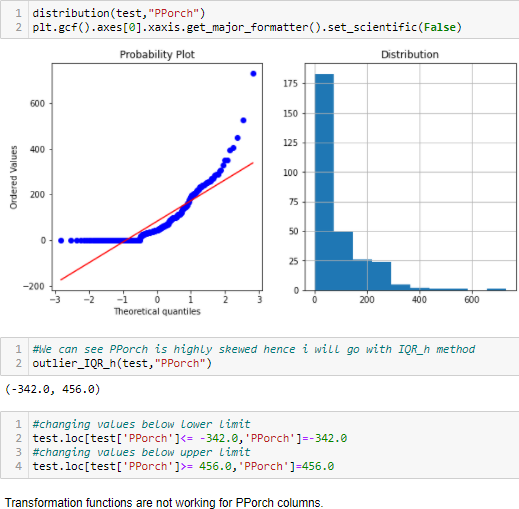 1 distribution(test,"PPorch")
2 plt.gcf().axes[0].xaxis.get_major_formatter().set_scientific(False)
Probability Plot
Distribution
600
400
200
0
−200
Ordered Values
−3 −2 −1 0 1 2 3
Theoretical quantiles
175
150
125
100
75
50
25
0
0 200 400 600
1 #We can see PPorch is highly skewed hence i will go with IQR_h method
2 outlier_IQR_h(test,"PPorch")
(-342.0, 456.0)
1 #changing values below lower limit
2 test.loc[test['PPorch']<= -342.0,'PPorch']=-342.0
3 #changing values below upper limit
4 test.loc[test['PPorch']>= 456.0,'PPorch']=456.0
Transformation functions are not working for PPorch columns.